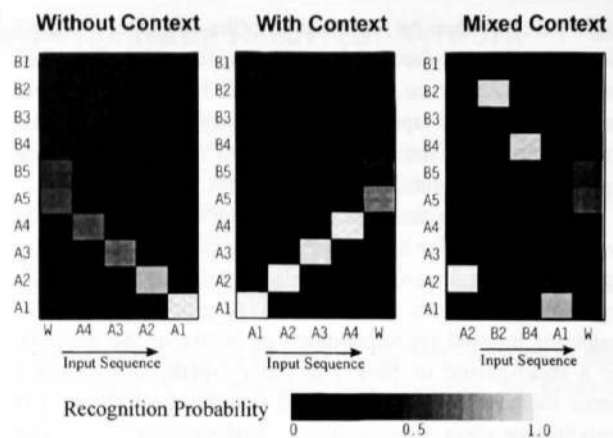 Without Context
With Context
Mixed Context
B1
B2
B3
B4
B5
A5
A4
A3
A2
A1
W A4 A3 A2 A1
Input Sequence
B1
B2
B3
B4
B5
A5
A4
A3
A2
A1
A1 A2 A3 A4 W
Input Sequence
B1
B2
B3
B4
B5
A5
A4
A3
A2
A1
A2 B2 B4 A1 W
Input Sequence
Recognition Probability
0 0.5 1.0